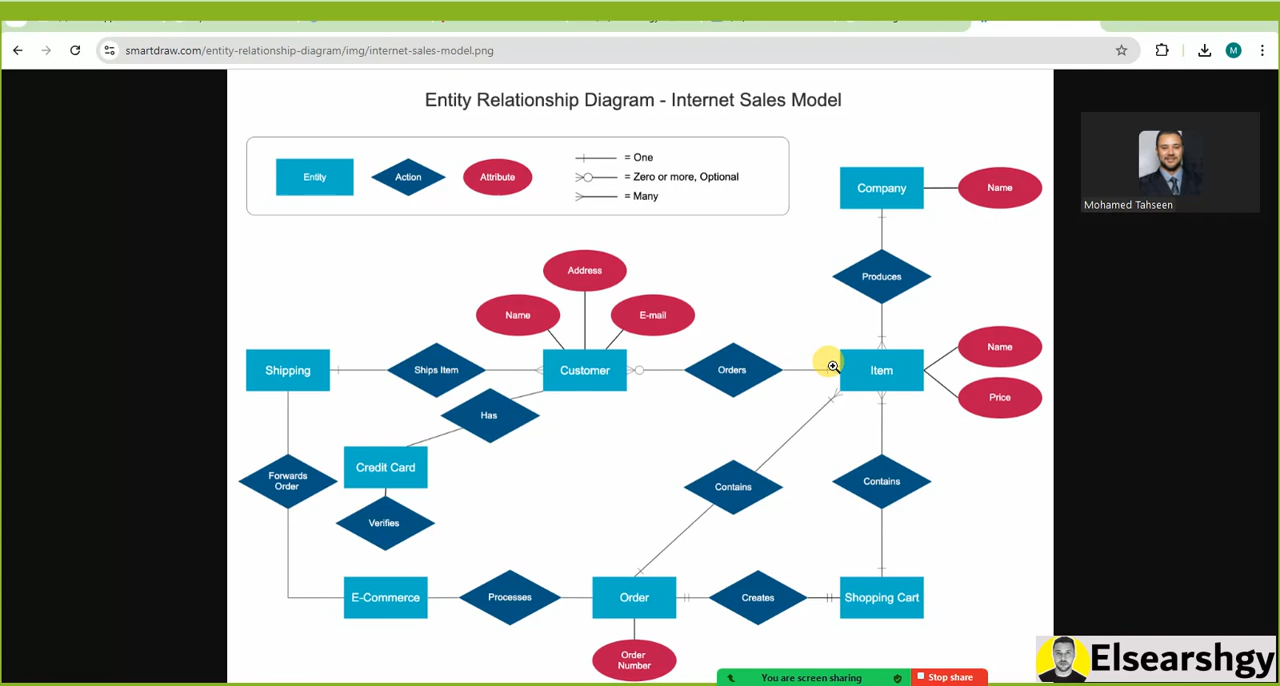 smartdraw.com/entity-relationship-diagram/img/internet-sales-model.png
M
Entity Relationship Diagram - Internet Sales Model
Entity
Action
Attribute
= One
= Zero or more, Optional
= Many
Company
Name
Mohamed Tahseen
Produces
Address
Name
E-mail
Name
Shipping
Ships Item
Customer
Orders
Item
Price
Has
Credit Card
Forwards
Order
Contains
Contains
Verifies
E-Commerce
Processes
Order
Creates
Shopping Cart
Order
Number
Elsearshgy
You are screen sharing
Stop share